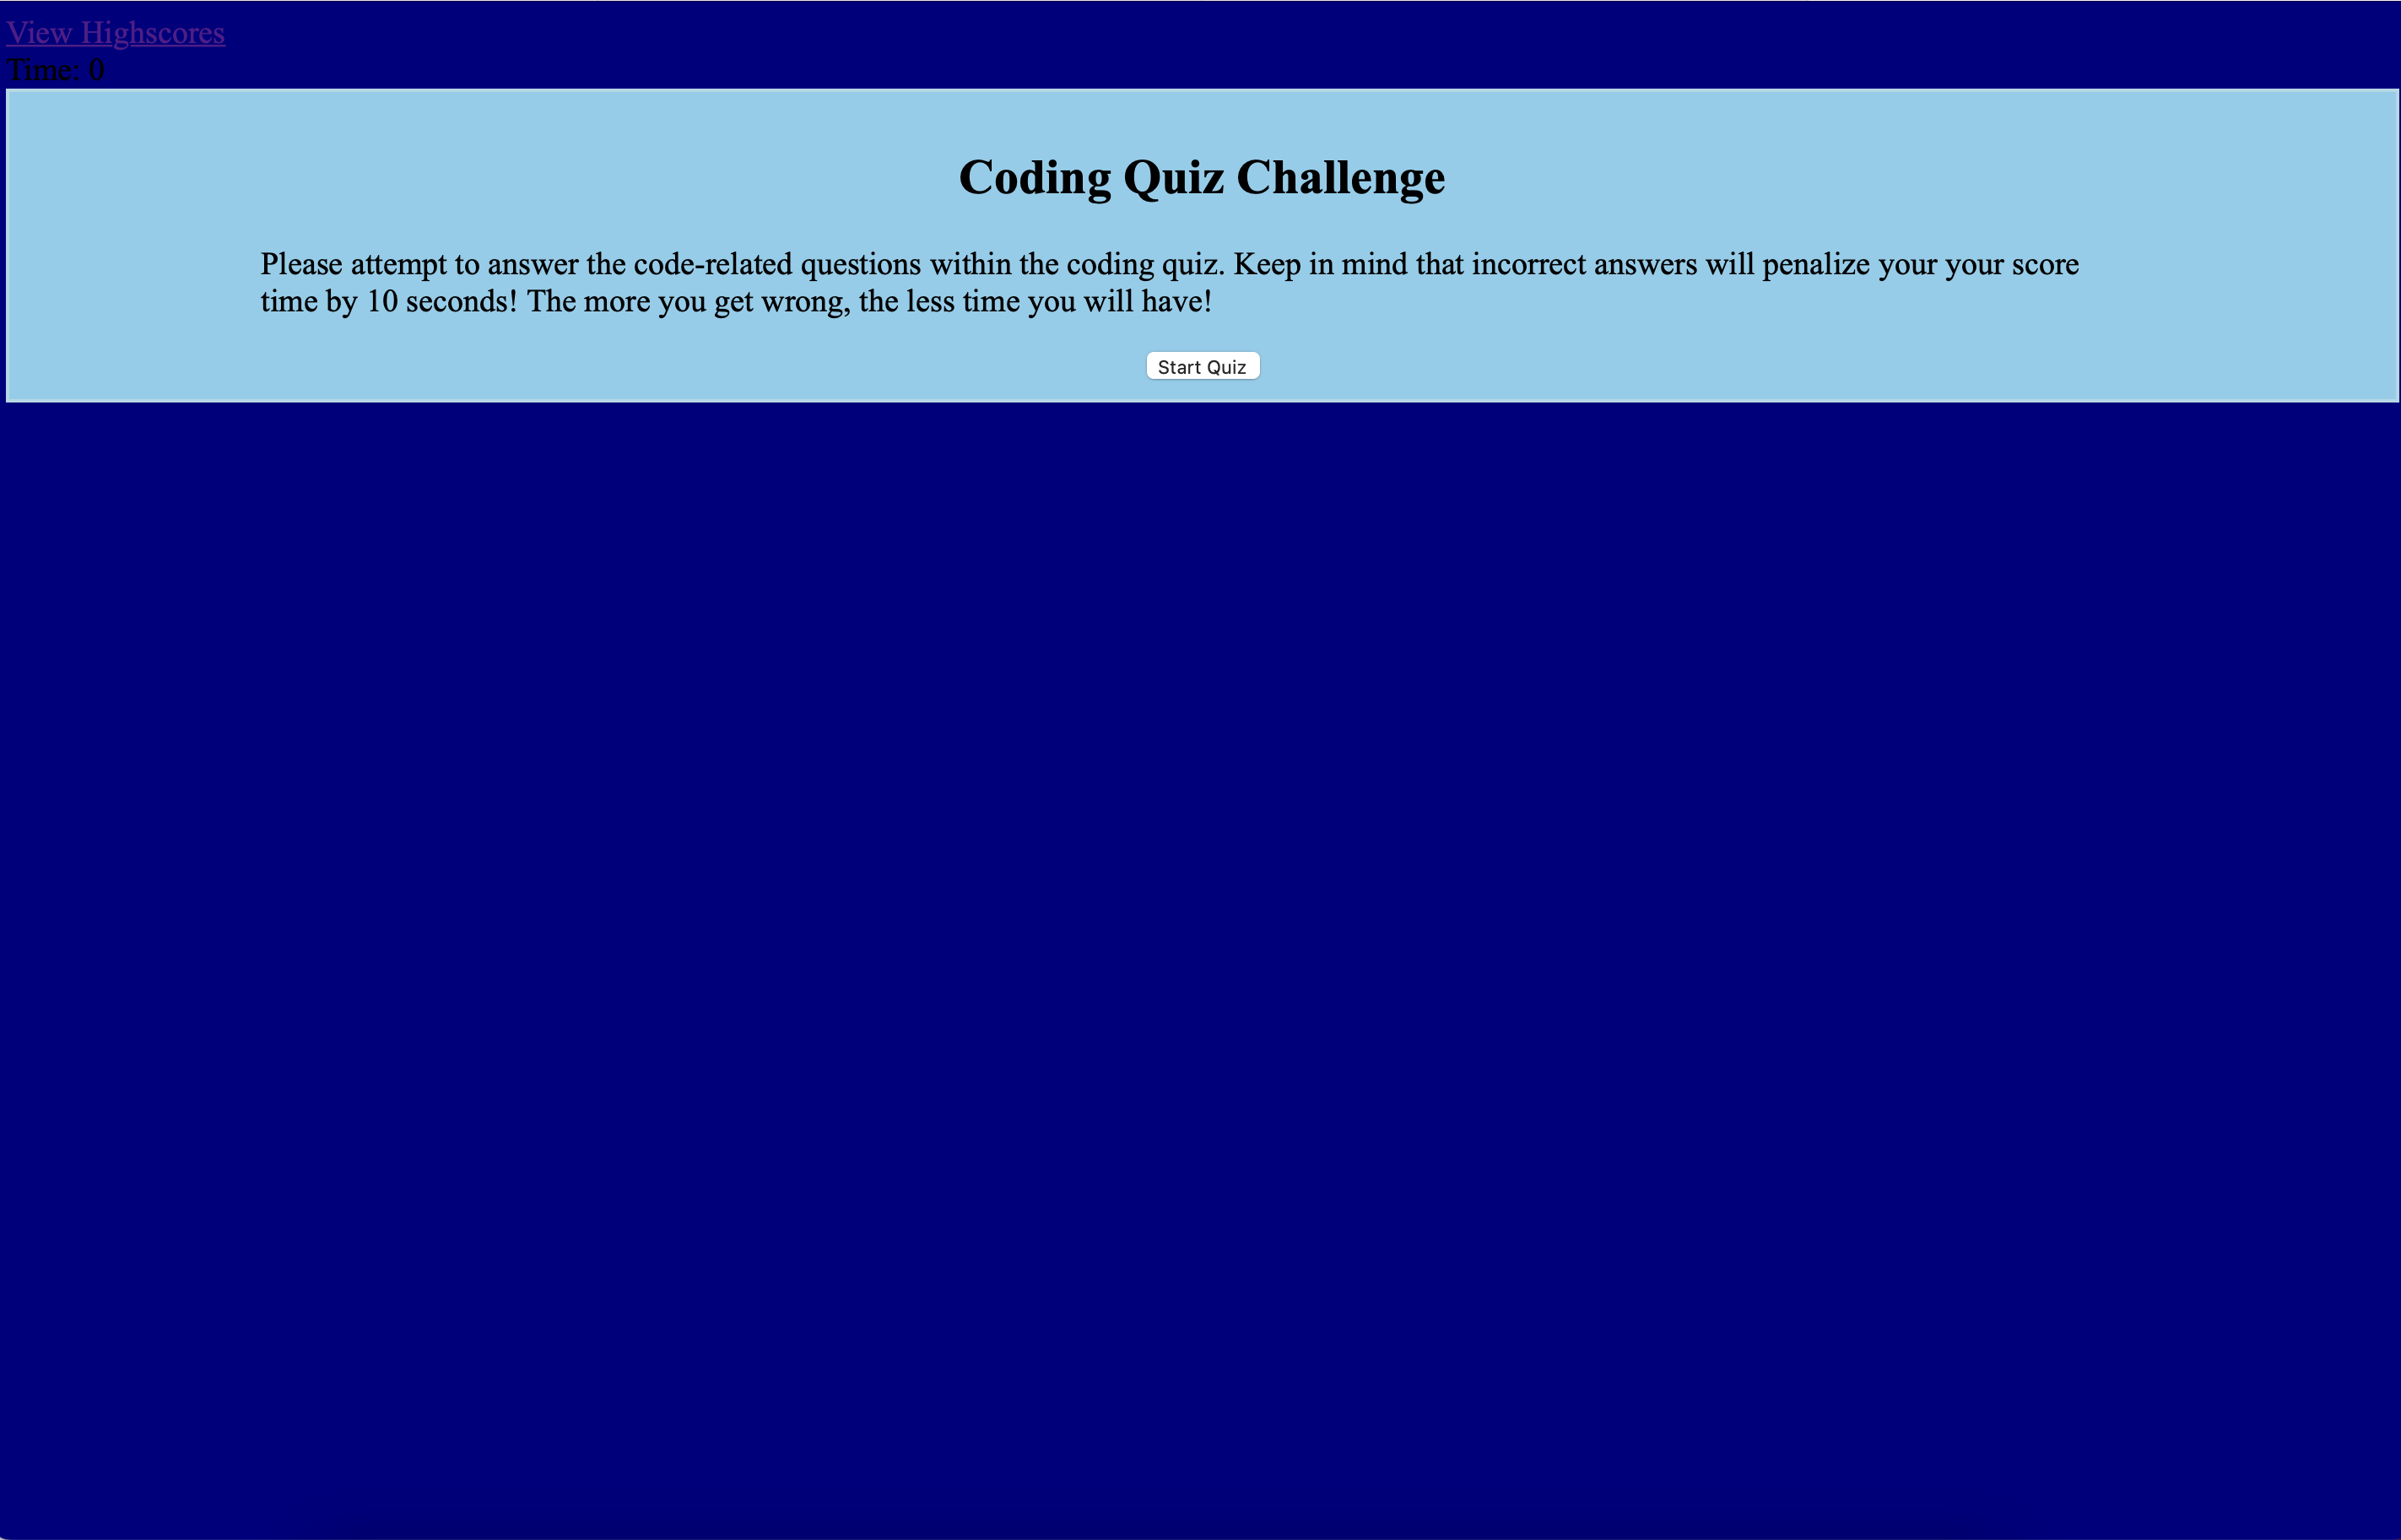 View Highscores
Time: 0
Coding Quiz Challenge
Please attempt to answer the code-related questions within the coding quiz. Keep in mind that incorrect answers will penalize your your score
time by 10 seconds! The more you get wrong, the less time you will have!
Start Quiz